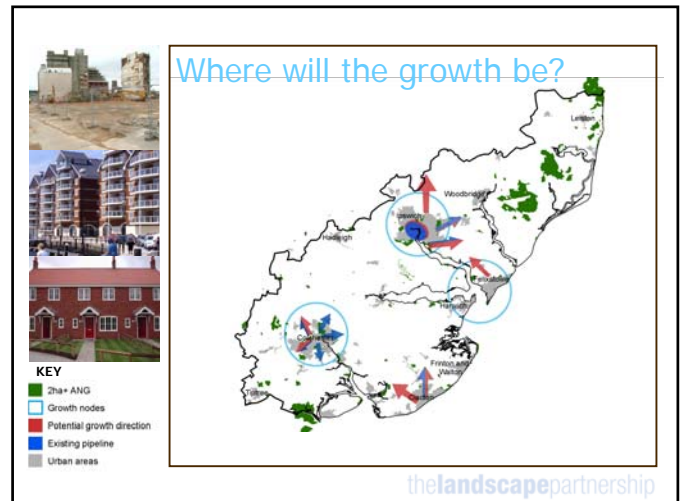 Where will the growth be?
Leiston
Woodbridge
Ipswich
Hadleigh
Felixstowe
Harwich
Colchester
Frinton and
Walton
Tiptree
Clacton
KEY
2ha+ ANG
Growth nodes
Potential growth direction
Existing pipeline
Urban areas
thelandscapepartnership